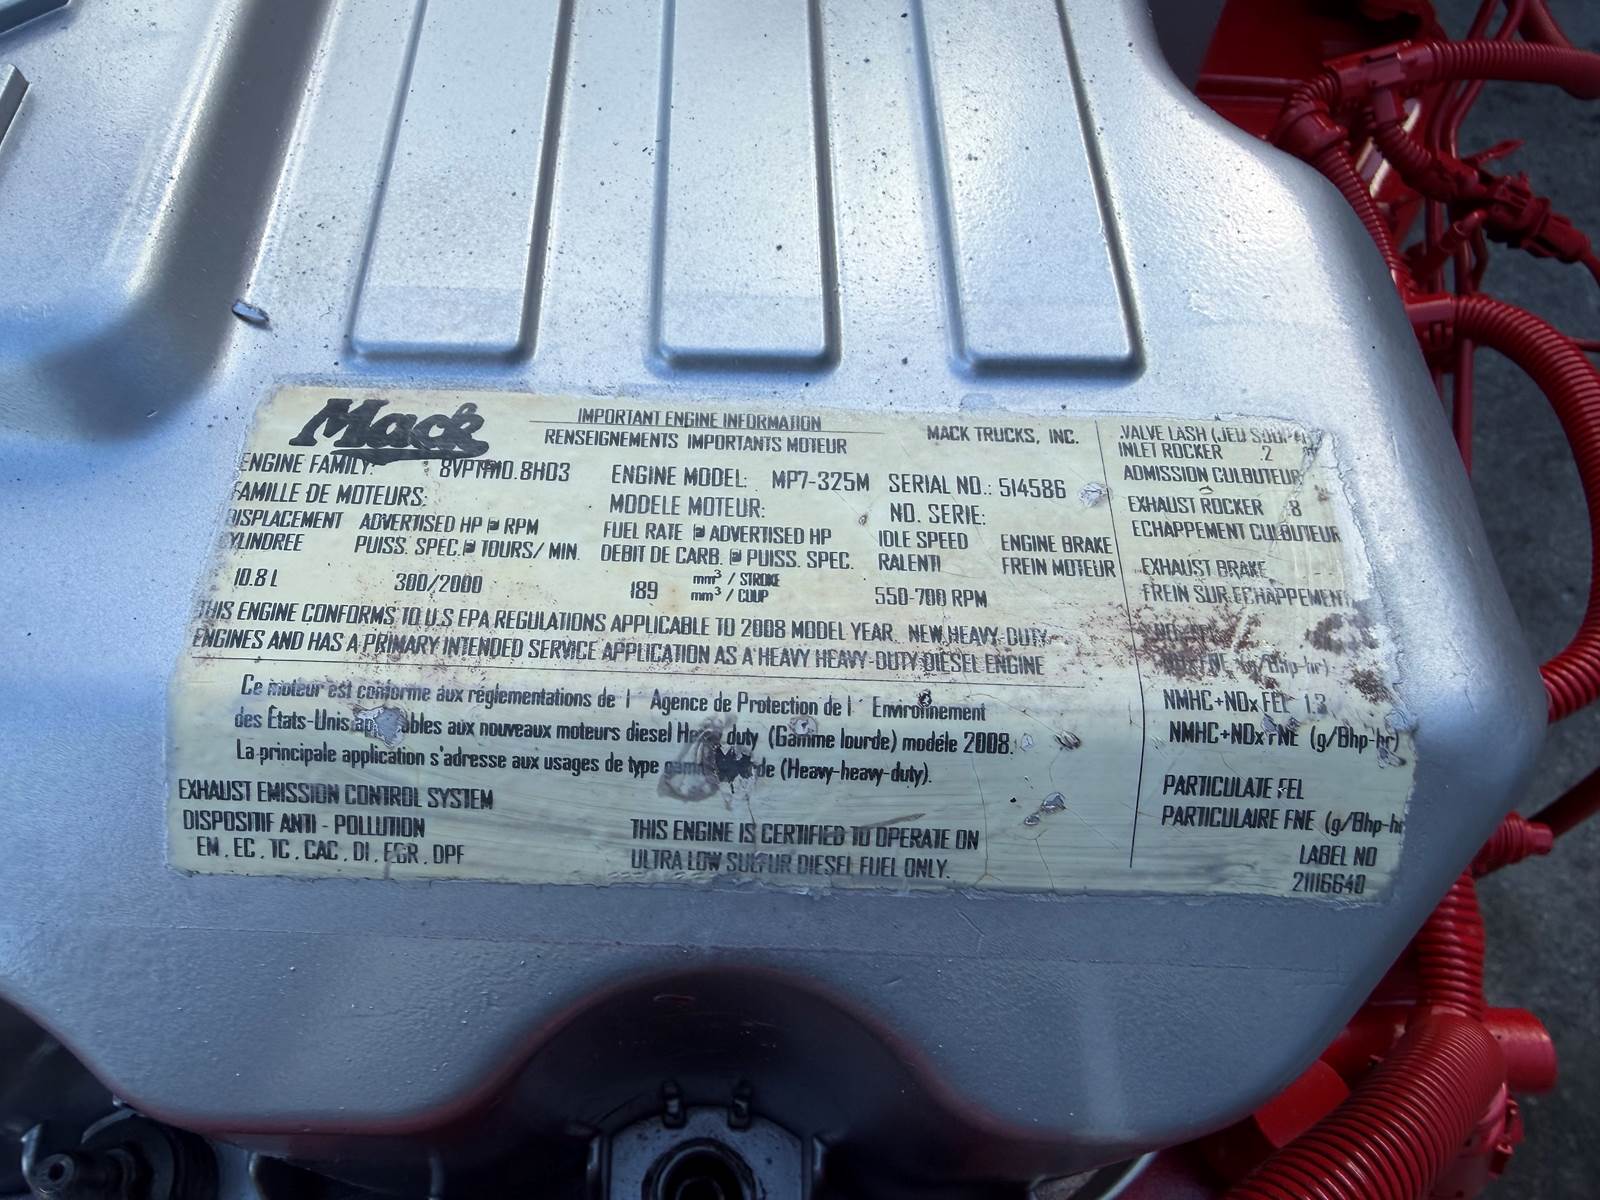 Mack
IMPORTANT ENGINE INFORMATION
RENSEIGNEMENTS IMPORTANTS MOTEUR
MACK TRUCKS, INC.
ENGINE FAMILY: 8VPTH10.8H03
FAMILLE DE MOTEURS:
ENGINE MODEL: MP7-325M
MODELE MOTEUR:
SERIAL NO.: 514586
NO. SERIE:
DISPLACEMENT
CYLINDREE
10.8 L
ADVERTISED HP @ RPM
PUISS. SPEC. @ TOURS/ MIN.
300/2000
FUEL RATE @ ADVERTISED HP
DEBIT DE CARB. @ PUISS. SPEC.
189 mm³ / STROKE
mm³ / COUP
IDLE SPEED
RALENTI
550-700 RPM
ENGINE BRAKE
FREIN MOTEUR
THIS ENGINE CONFORMS TO U.S EPA REGULATIONS APPLICABLE TO 2008 MODEL YEAR. NEW HEAVY-DUTY
ENGINES AND HAS A PRIMARY INTENDED SERVICE APPLICATION AS A HEAVY HEAVY-DUTY DIESEL ENGINE
Ce moteur est conforme aux réglementations de l Agence de Protection de l Environnement
des États-Unis aux nouveaux moteurs diesel duty (Gamme lourde) modéle 2008.
La principale application s'adresse aux usages de type (Heavy-heavy-duty).
EXHAUST EMISSION CONTROL SYSTEM
DISPOSITIF ANTI - POLLUTION
EM , EC , TC , CAC , DI , EGR , DPF
THIS ENGINE IS CERTIFIED TO OPERATE ON
ULTRA LOW SULFUR DIESEL FUEL ONLY.
VALVE LASH (JEU
INLET ROCKER .2
ADMISSION CULBUTEUR
EXHAUST ROCKER .8
ECHAPPEMENT CULBUTEUR
EXHAUST BRAKE
FREIN SUR ECHAPPEMENT
NMHC+NOx FEL 1.3
NMHC+NOx FNE (g/Bhp-hr)
PARTICULATE FEL
PARTICULAIRE FNE (g/Bhp-hr
LABEL NO
21116640